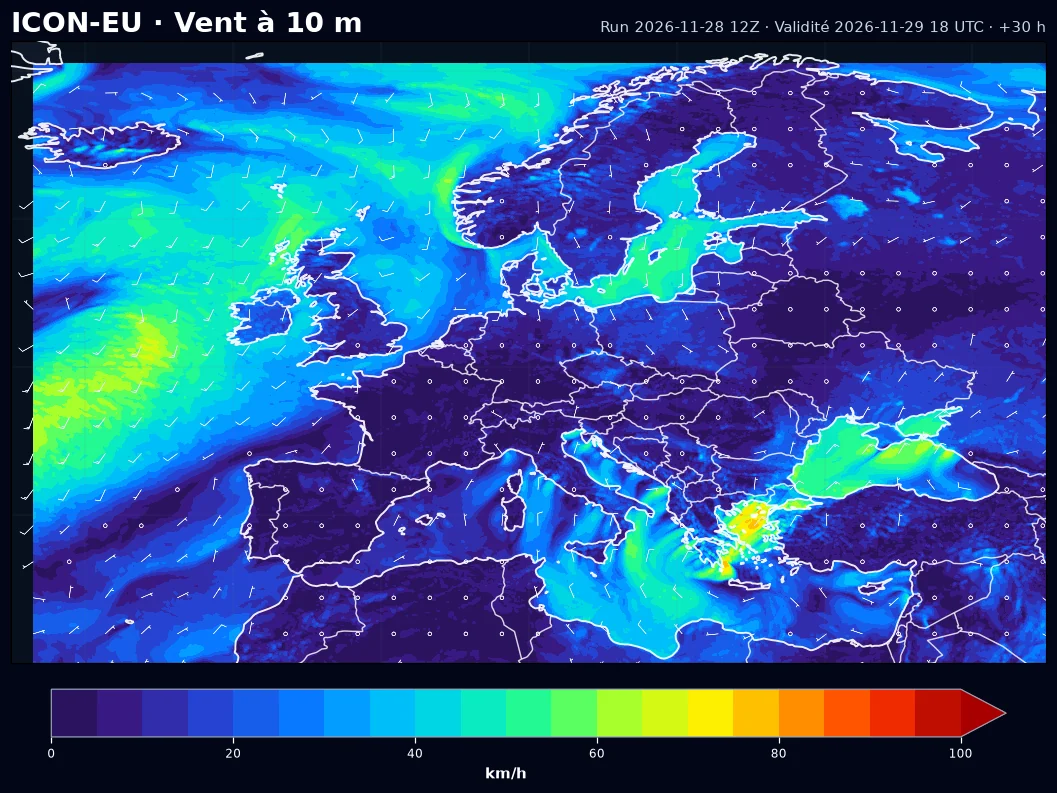 ICON-EU · Vent à 10 m
Run 2026-11-28 12Z · Validité 2026-11-29 18 UTC · +30 h
0 20 40 60 80 100
km/h